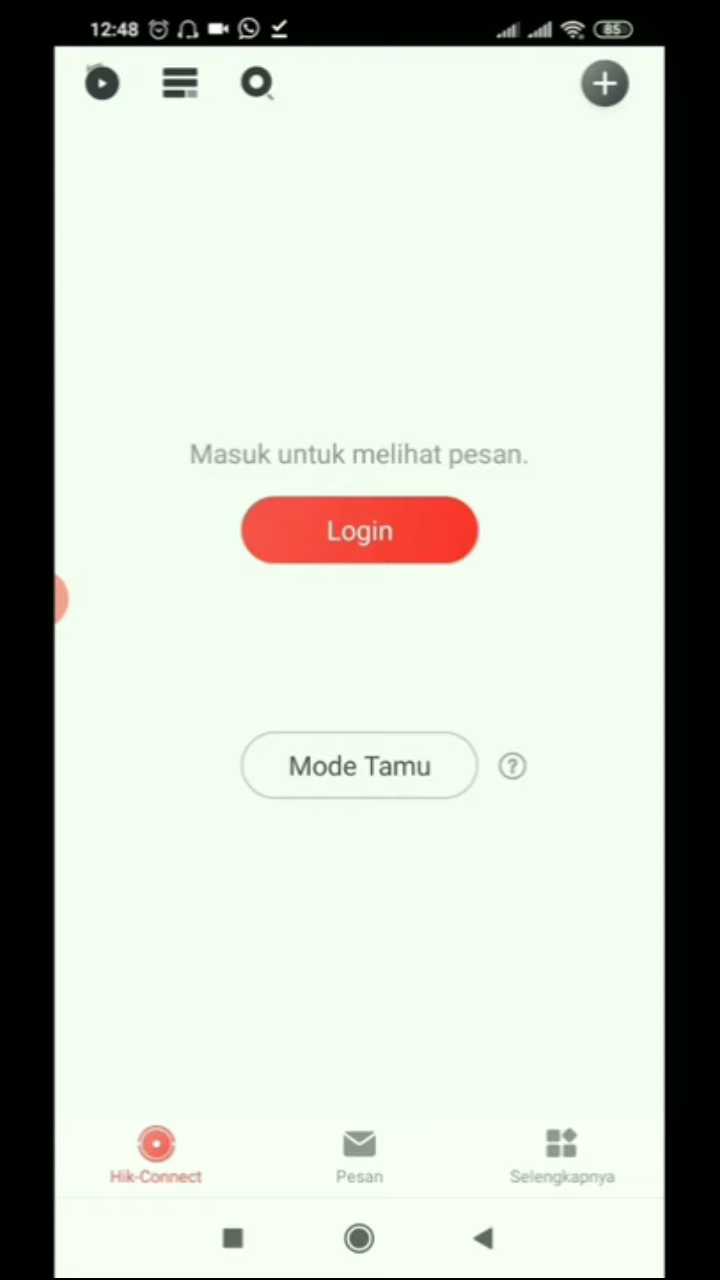 12:48
85
Masuk untuk melihat pesan.
Login
Mode Tamu
?
Hik-Connect
Pesan
Selengkapnya